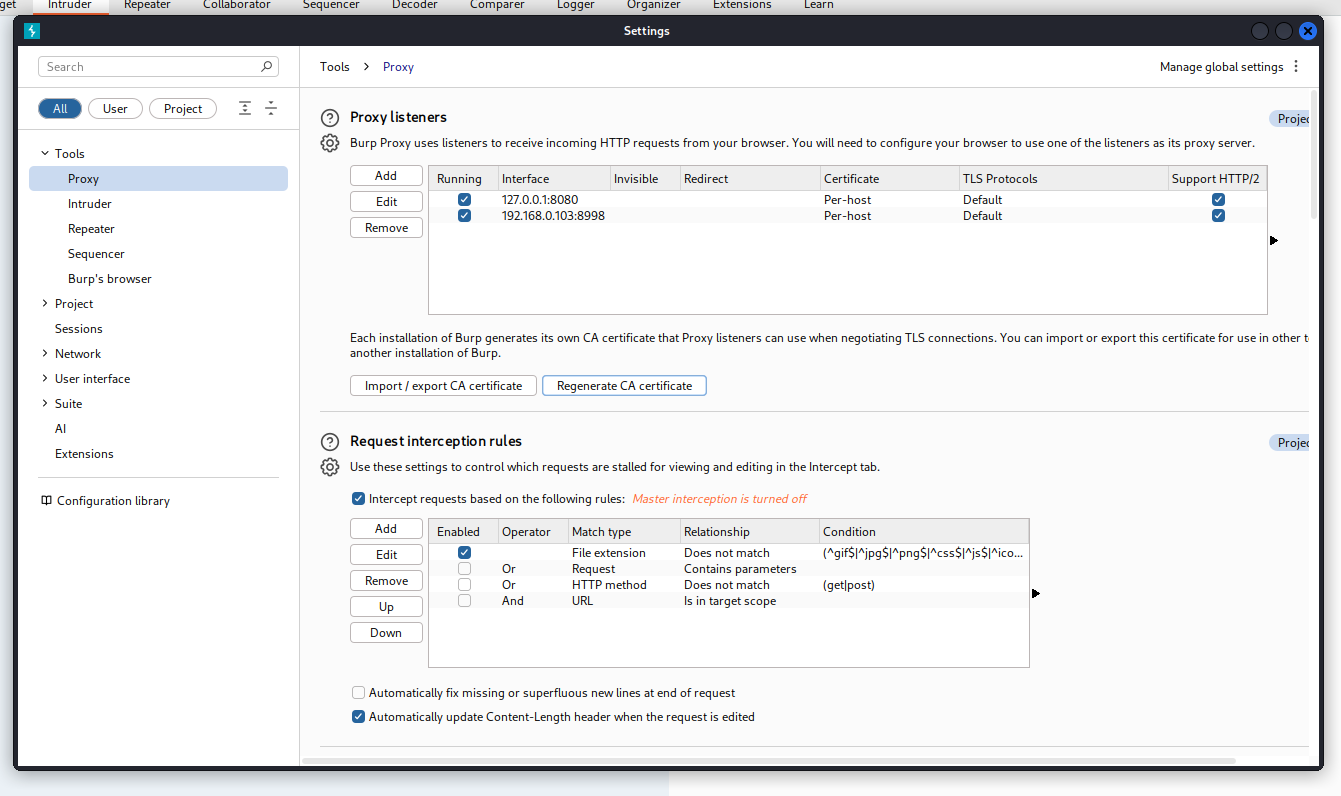 get Intruder Repeater Collaborator Sequencer Decoder Comparer Logger Organizer Extensions Learn
Settings
Search
Tools > Proxy
Manage global settings
All User Project
Tools
Proxy
Intruder
Repeater
Sequencer
Burp's browser
Project
Sessions
Network
User interface
Suite
AI
Extensions
Configuration library
Proxy listeners
Projec
Burp Proxy uses listeners to receive incoming HTTP requests from your browser. You will need to configure your browser to use one of the listeners as its proxy server.
Add
Edit
Remove
Running Interface Invisible Redirect Certificate TLS Protocols Support HTTP/2
127.0.0.1:8080 Per-host Default
192.168.0.103:8998 Per-host Default
Each installation of Burp generates its own CA certificate that Proxy listeners can use when negotiating TLS connections. You can import or export this certificate for use in other t
another installation of Burp.
Import / export CA certificate Regenerate CA certificate
Request interception rules
Projec
Use these settings to control which requests are stalled for viewing and editing in the Intercept tab.
Intercept requests based on the following rules: Master interception is turned off
Add
Edit
Remove
Up
Down
Enabled Operator Match type Relationship Condition
File extension Does not match (^gif$|^jpg$|^png$|^css$|^js$|^ico...
Or Request Contains parameters
Or HTTP method Does not match (get|post)
And URL Is in target scope
Automatically fix missing or superfluous new lines at end of request
Automatically update Content-Length header when the request is edited